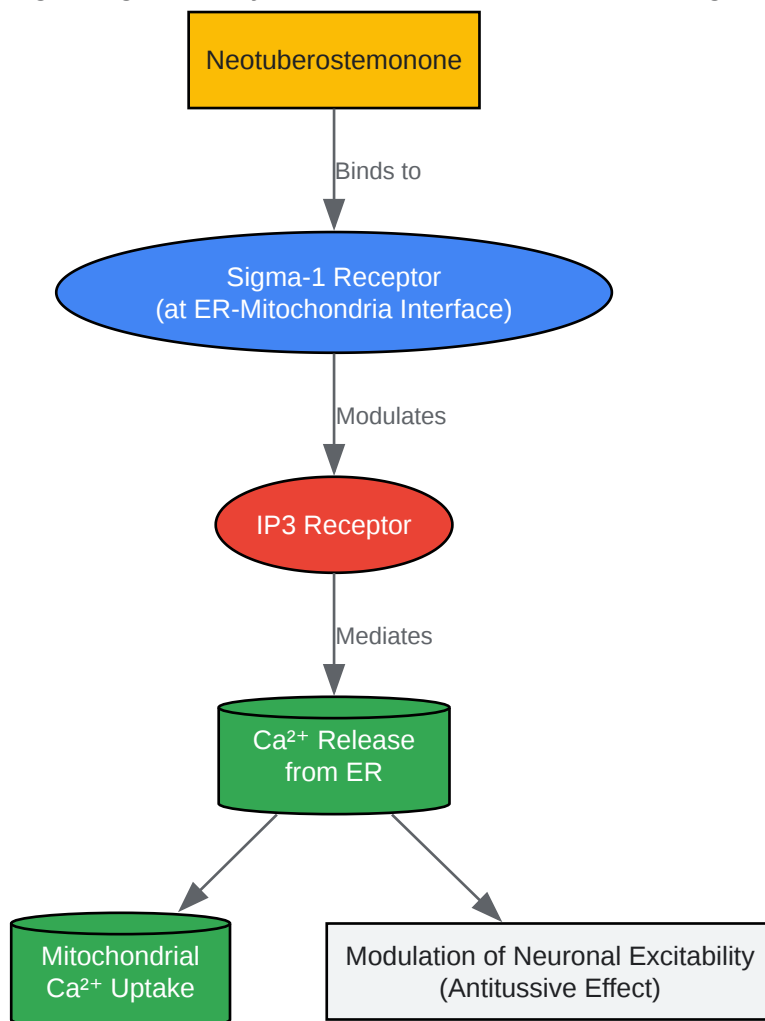 Neotuberostemonone
Binds to
Sigma-1 Receptor
(at ER-Mitochondria Interface)
Modulates
IP3 Receptor
Mediates
Ca²⁺ Release
from ER
Mitochondrial
Ca²⁺ Uptake
Modulation of Neuronal Excitability
(Antitussive Effect)